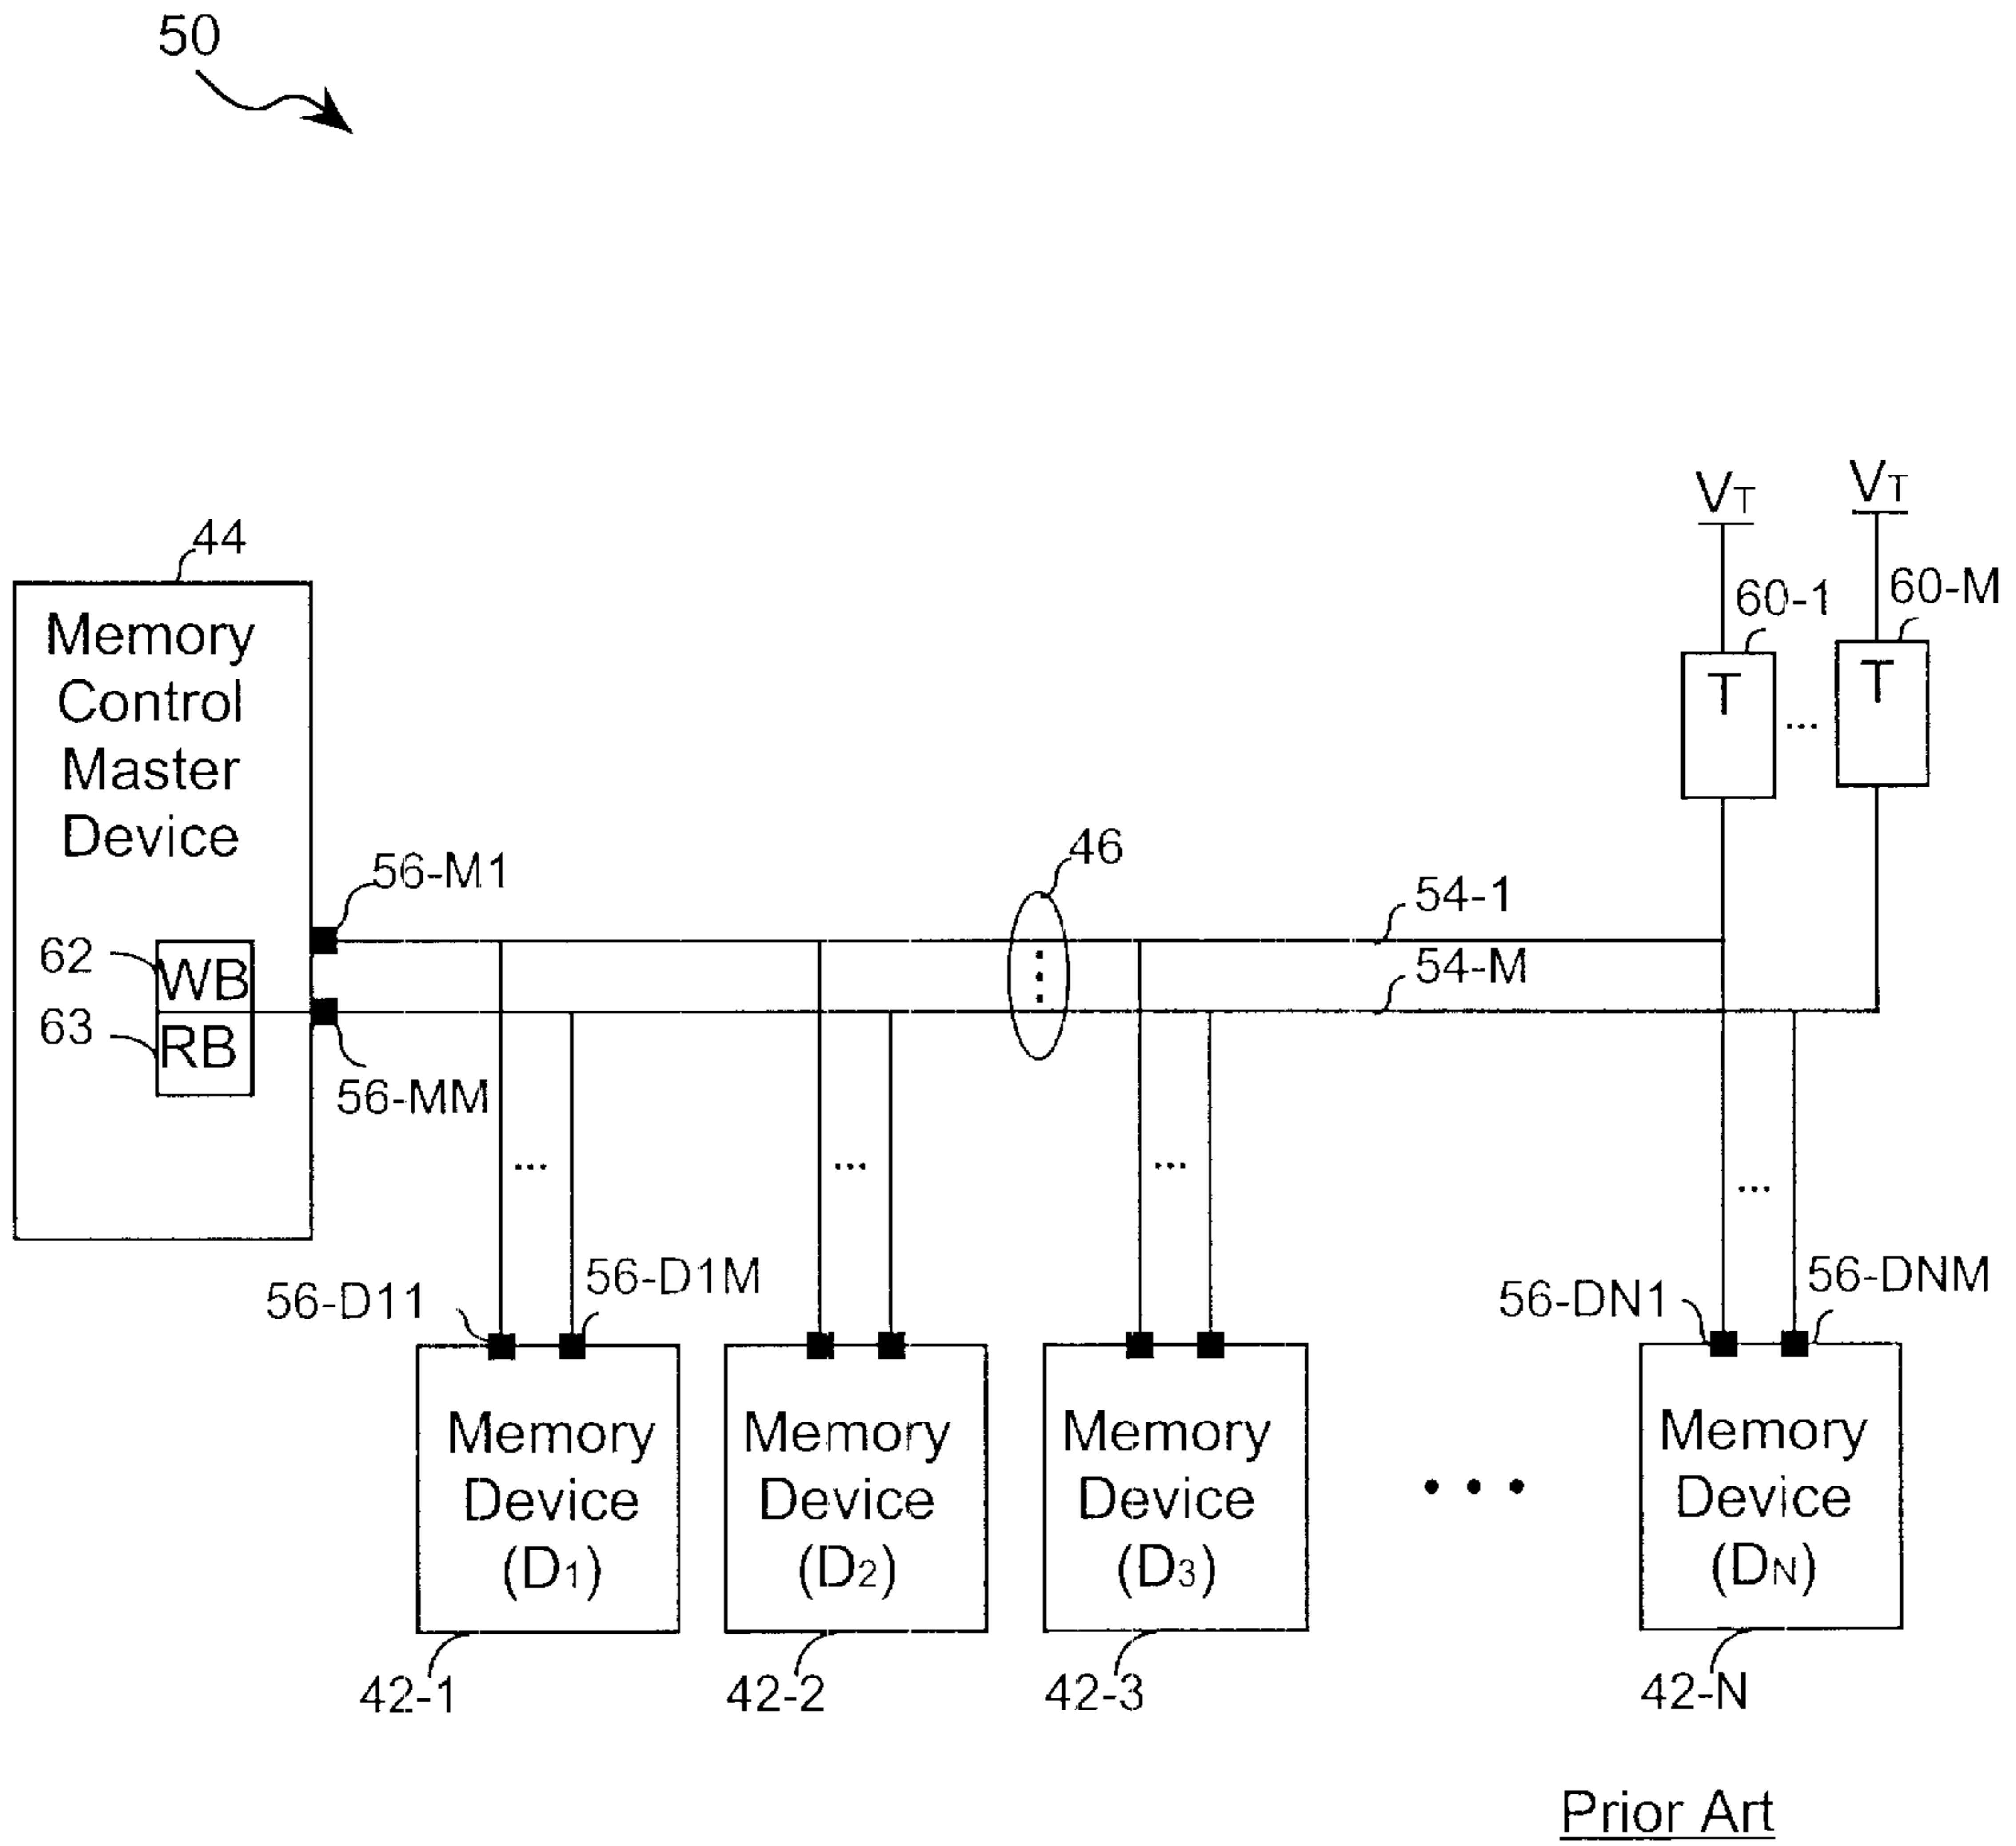 50
VT
VT
44
60-1
60-M
Memory
Control
Master
Device
T
T
...
46
56-M1
54-1
54-M
62
WB
63
RB
56-MM
...
...
...
...
56-D11
56-D1M
56-DN1
56-DNM
Memory
Device
(D1)
Memory
Device
(D2)
Memory
Device
(D3)
...
Memory
Device
(DN)
42-1
42-2
42-3
42-N
Prior Art